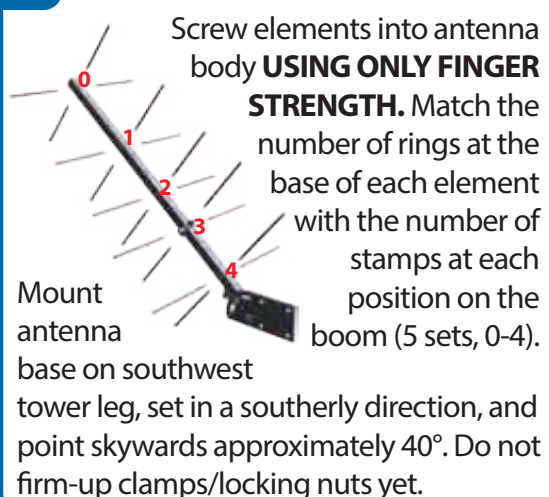 Screw elements into antenna
body USING ONLY FINGER
STRENGTH. Match the
number of rings at the
base of each element
with the number of
stamps at each
position on the
boom (5 sets, 0-4).
0
1
2
3
4
Mount
antenna
base on southwest
tower leg, set in a southerly direction, and
point skywards approximately 40°. Do not
firm-up clamps/locking nuts yet.